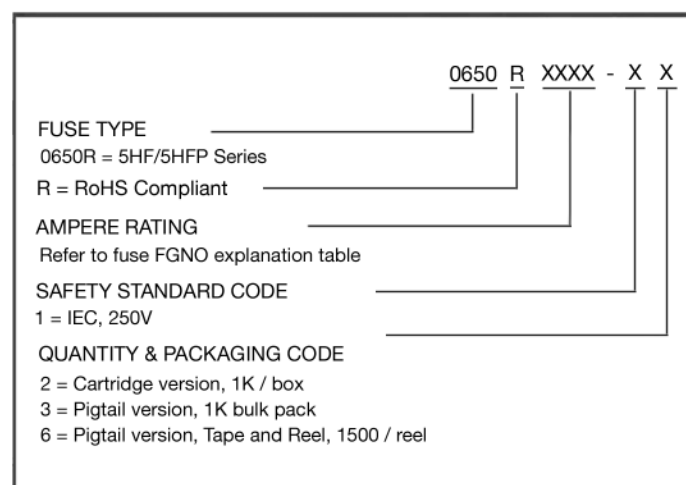 0650 R XXXX - X X
FUSE TYPE
0650R = 5HF/5HFP Series
R = RoHS Compliant
AMPERE RATING
Refer to fuse FGNO explanation table
SAFETY STANDARD CODE
1 = IEC, 250V
QUANTITY & PACKAGING CODE
2 = Cartridge version, 1K / box
3 = Pigtail version, 1K bulk pack
6 = Pigtail version, Tape and Reel, 1500 / reel